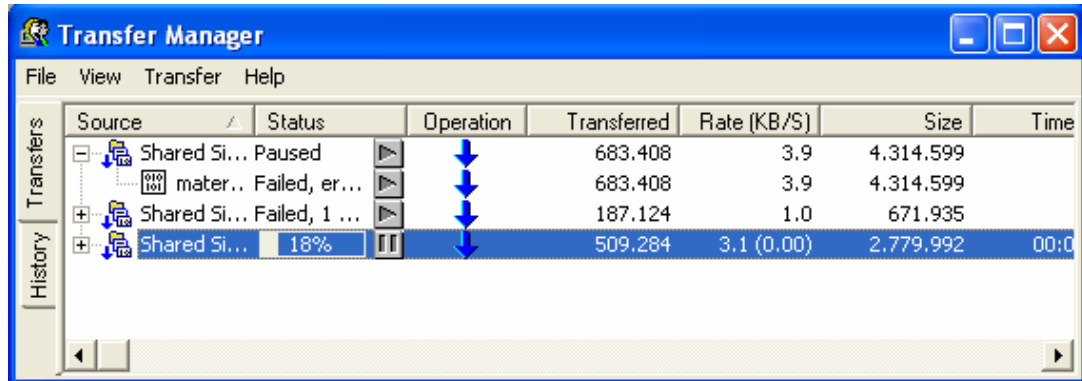 Transfer Manager
File View Transfer Help
Source Status Operation Transferred Rate (KB/S) Size Time
Shared Si... Paused 683.408 3.9 4.314.599
mater.. Failed, er... 683.408 3.9 4.314.599
Shared Si... Failed, 1 ... 187.124 1.0 671.935
Shared Si... 18% 509.284 3.1 (0.00) 2.779.992 00:0
Transfers
History